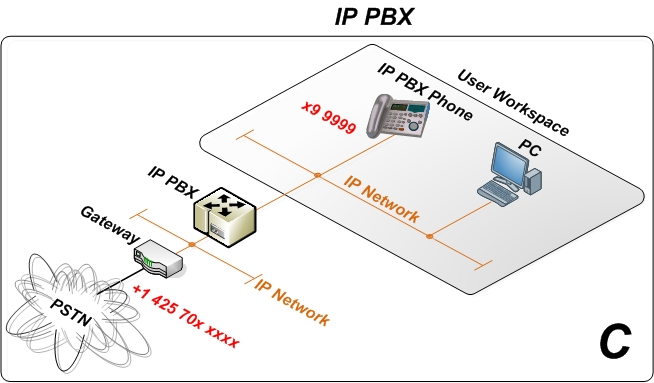 IP PBX
User Workspace
IP PBX Phone
x9 9999
PC
IP Network
IP PBX
Gateway
IP Network
PSTN
+1 425 70x xxxx
C